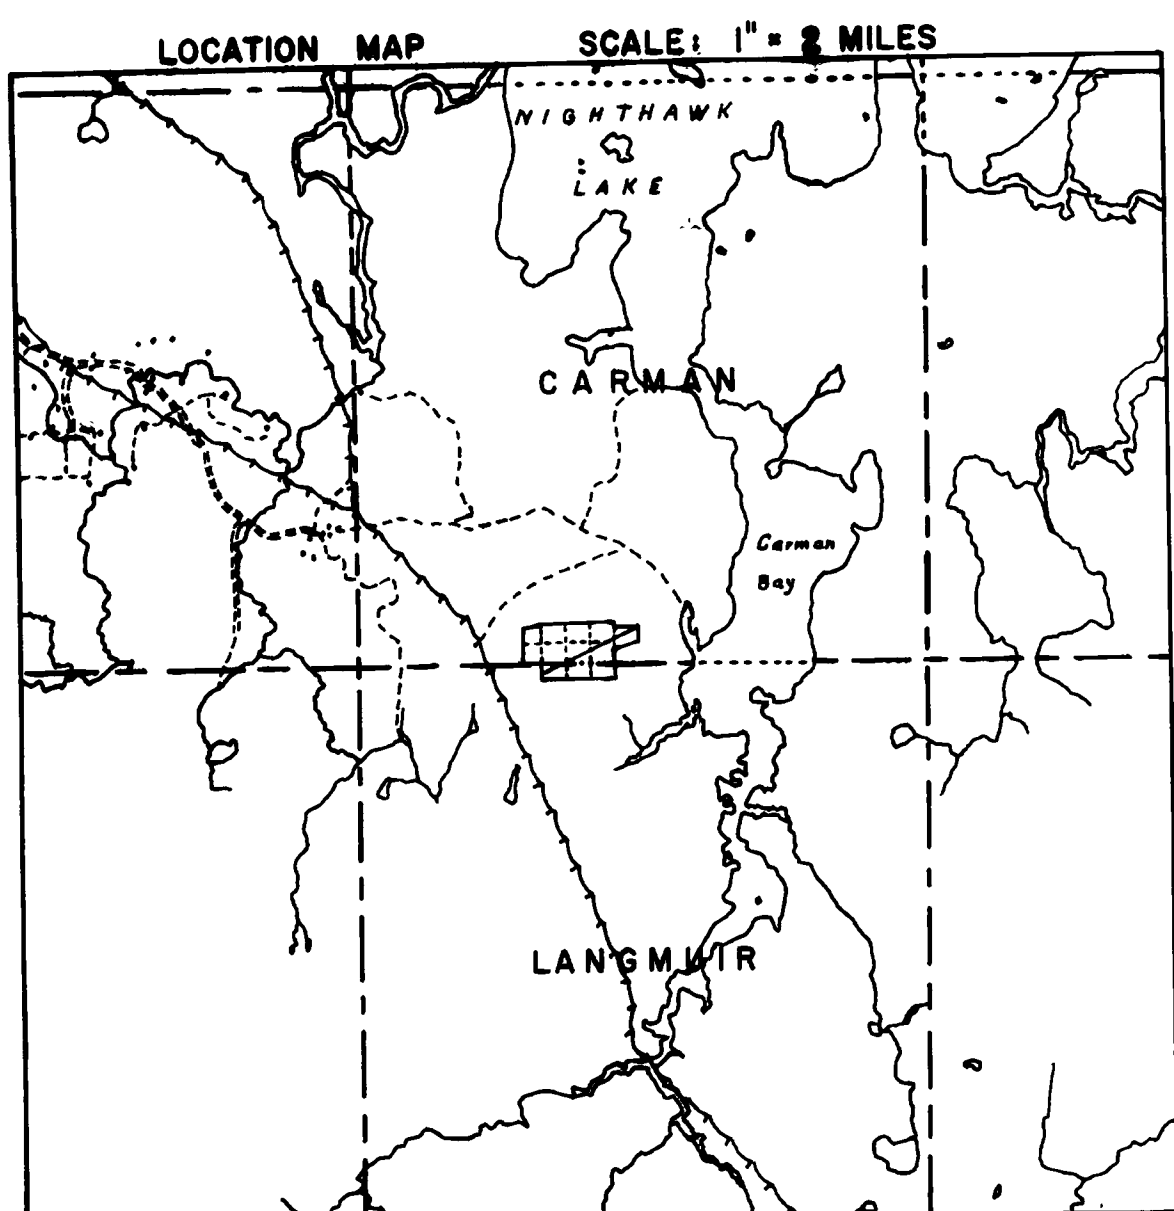 LOCATION MAP SCALE: 1" = 2 MILES
NIGHTHAWK
LAKE
CARMAN
Carman
Bay
LANGMUIR